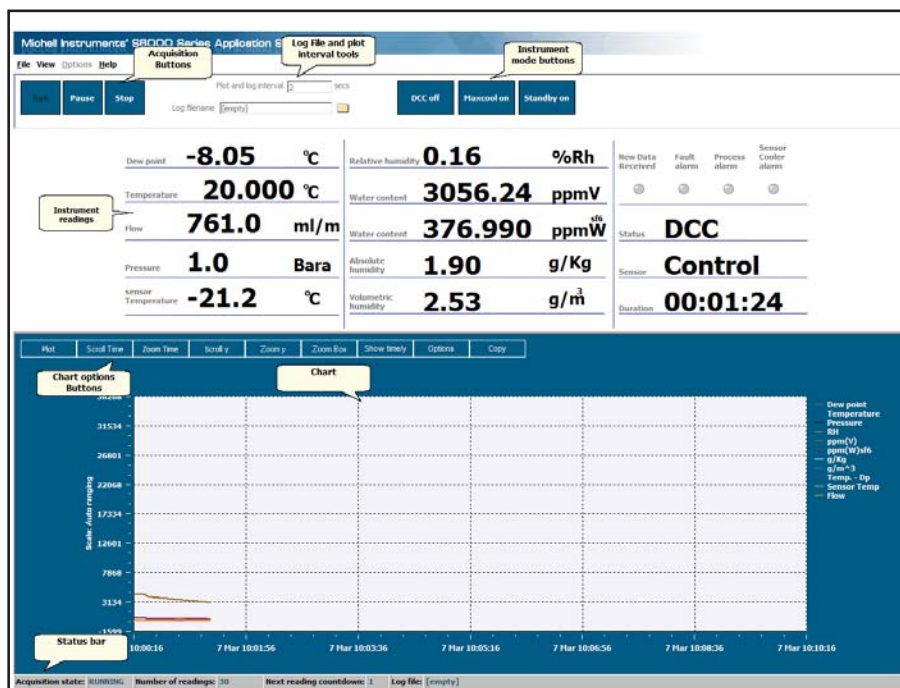 Michell Instruments' S8000 Series Application S
Log File and plot interval tools
Acquisition Buttons
Instrument mode buttons
File View Options Help
Plot and log interval 2 secs
Pause Stop
Log filename [empty]
DCC off Maxcool on Standby on
Dew point -8.05 °C
Temperature 20.000 °C
Instrument readings
Flow 761.0 ml/m
Pressure 1.0 Bara
sensor Temperature -21.2 °C
Relative humidity 0.16 %Rh
Water content 3056.24 ppmV
Water content 376.990 ppmW sf6
Absolute humidity 1.90 g/Kg
Volumetric humidity 2.53 g/m3
New Data Received
Fault alarm
Process alarm
Sensor Cooler alarm
Status DCC
Sensor Control
Duration 00:01:24
Plot Scroll Time Zoom Time Scroll y Zoom y Zoom Box Show time/y Options Copy
Chart options Buttons
Chart
31534
26801
22068
17334
12601
7868
3134
-1599
Scale: Auto ranging
Dew point
Temperature
Pressure
RH
ppm(V)
ppm(W)sf6
g/Kg
g/m^3
Temp. - Dp
Sensor Temp
Flow
Status bar
10:00:16
7 Mar 10:01:56
7 Mar 10:03:36
7 Mar 10:05:16
7 Mar 10:06:56
7 Mar 10:08:36
7 Mar 10:10:16
Acquisition state: RUNNING Number of readings: 30 Next reading countdown: 1 Log file: [empty]